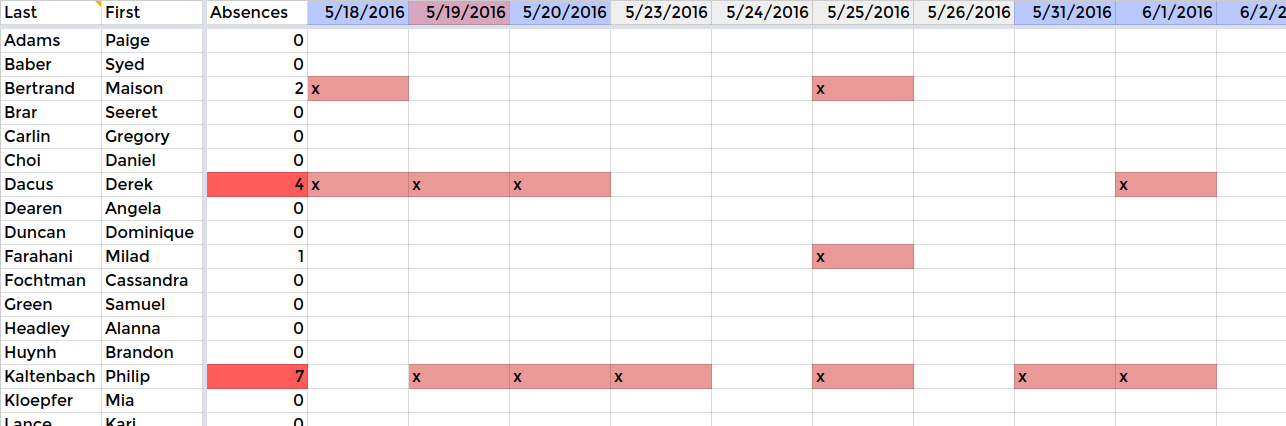 Last First Absences 5/18/2016 5/19/2016 5/20/2016 5/23/2016 5/24/2016 5/25/2016 5/26/2016 5/31/2016 6/1/2016 6/2/2
Adams Paige 0
Baber Syed 0
Bertrand Maison 2 x x
Brar Seeret 0
Carlin Gregory 0
Choi Daniel 0
Dacus Derek 4 x x x x
Dearen Angela 0
Duncan Dominique 0
Farahani Milad 1 x
Fochtman Cassandra 0
Green Samuel 0
Headley Alanna 0
Huynh Brandon 0
Kaltenbach Philip 7 x x x x x x
Kloepfer Mia 0
Lance Kari 0